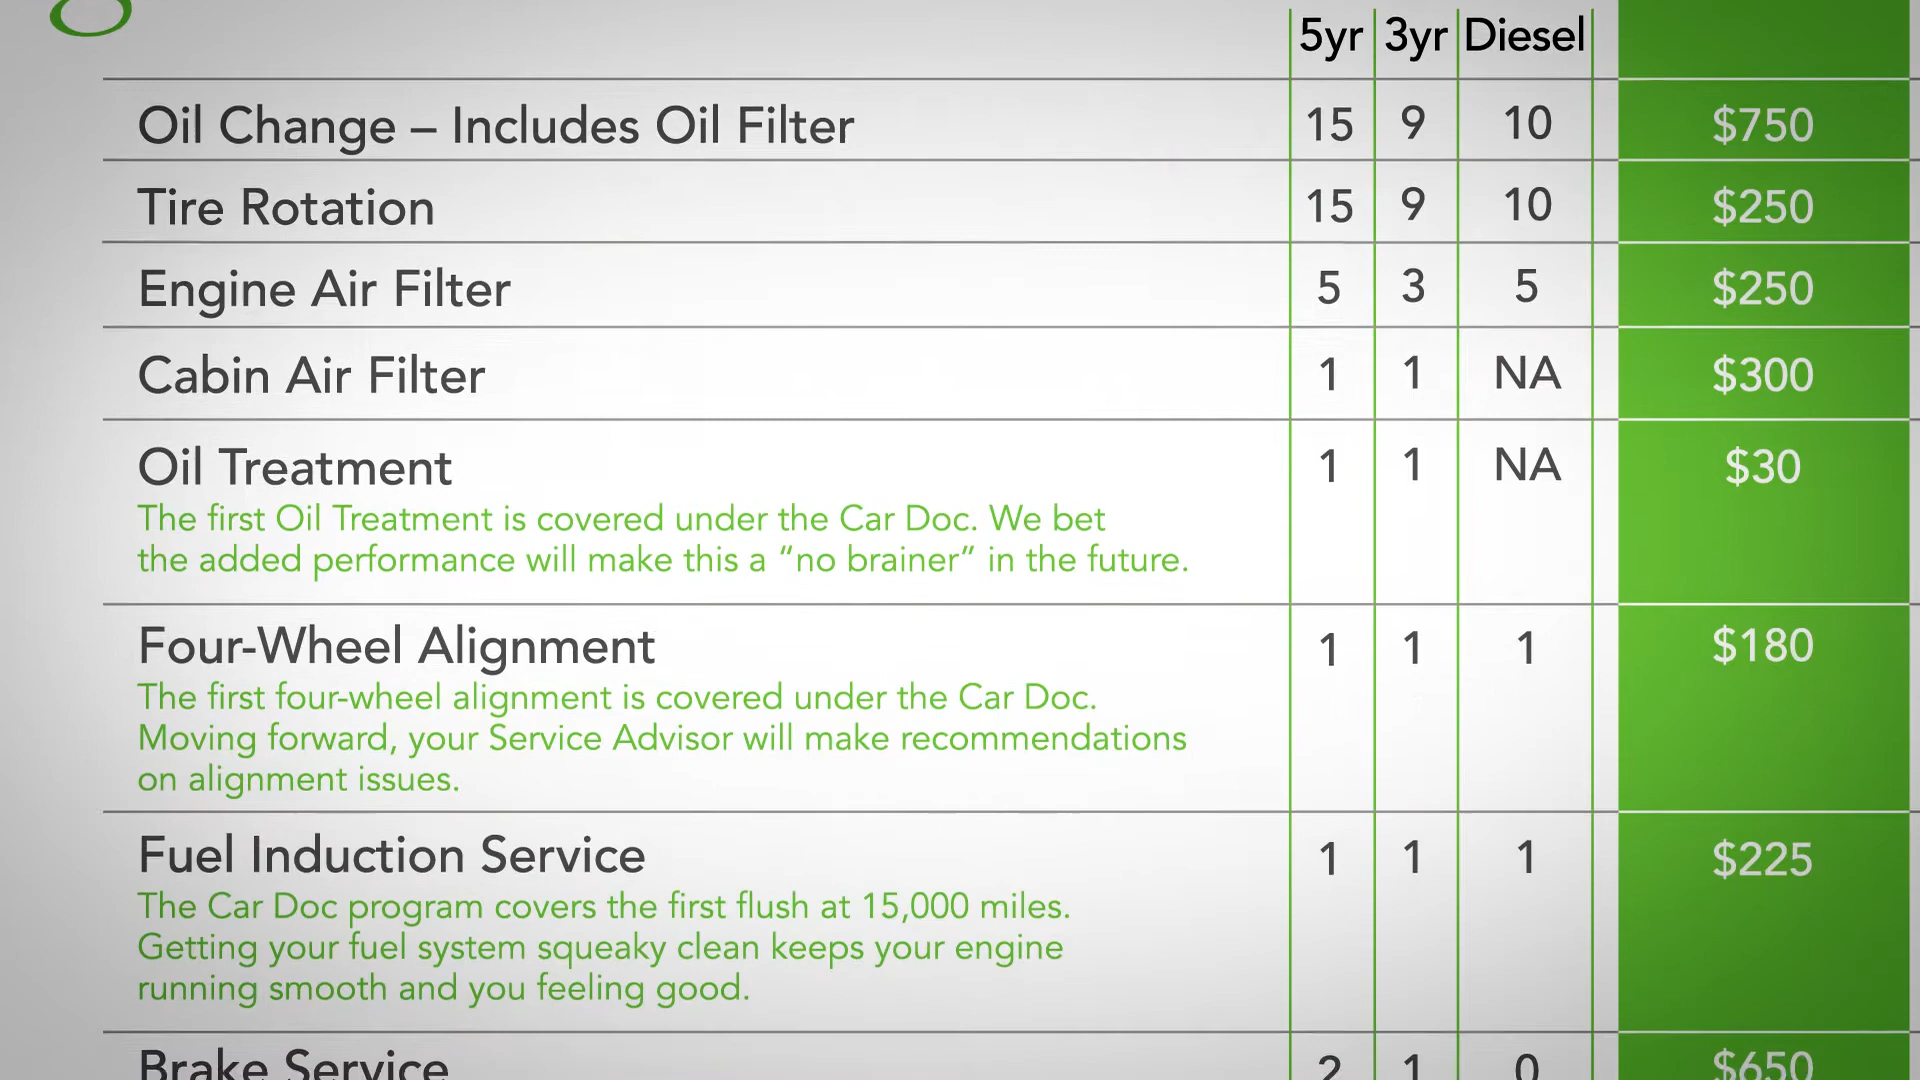 5yr 3yr Diesel
Oil Change – Includes Oil Filter 15 9 10 $750
Tire Rotation 15 9 10 $250
Engine Air Filter 5 3 5 $250
Cabin Air Filter 1 1 NA $300
Oil Treatment 1 1 NA $30
The first Oil Treatment is covered under the Car Doc. We bet
the added performance will make this a “no brainer” in the future.
Four-Wheel Alignment 1 1 1 $180
The first four-wheel alignment is covered under the Car Doc.
Moving forward, your Service Advisor will make recommendations
on alignment issues.
Fuel Induction Service 1 1 1 $225
The Car Doc program covers the first flush at 15,000 miles.
Getting your fuel system squeaky clean keeps your engine
running smooth and you feeling good.
Brake Service 2 1 0 $650